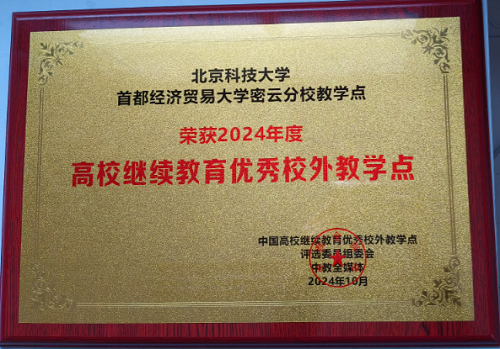 北京科技大学
首都经济贸易大学密云分校教学点
荣获2024年度
高校继续教育优秀校外教学点
中国高校继续教育优秀校外教学点
评选委员组委会
中教全媒体
2024年10月